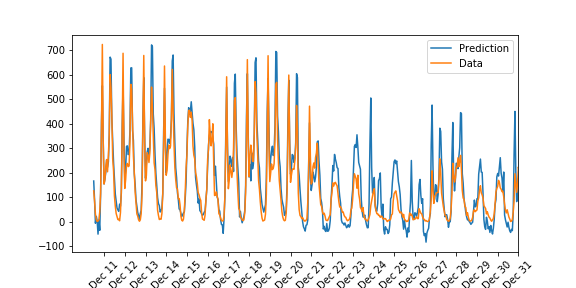 700
600
500
400
300
200
100
0
−100
Prediction
Data
Dec 11
Dec 12
Dec 13
Dec 14
Dec 15
Dec 16
Dec 17
Dec 18
Dec 19
Dec 20
Dec 21
Dec 22
Dec 23
Dec 24
Dec 25
Dec 26
Dec 27
Dec 28
Dec 29
Dec 30
Dec 31